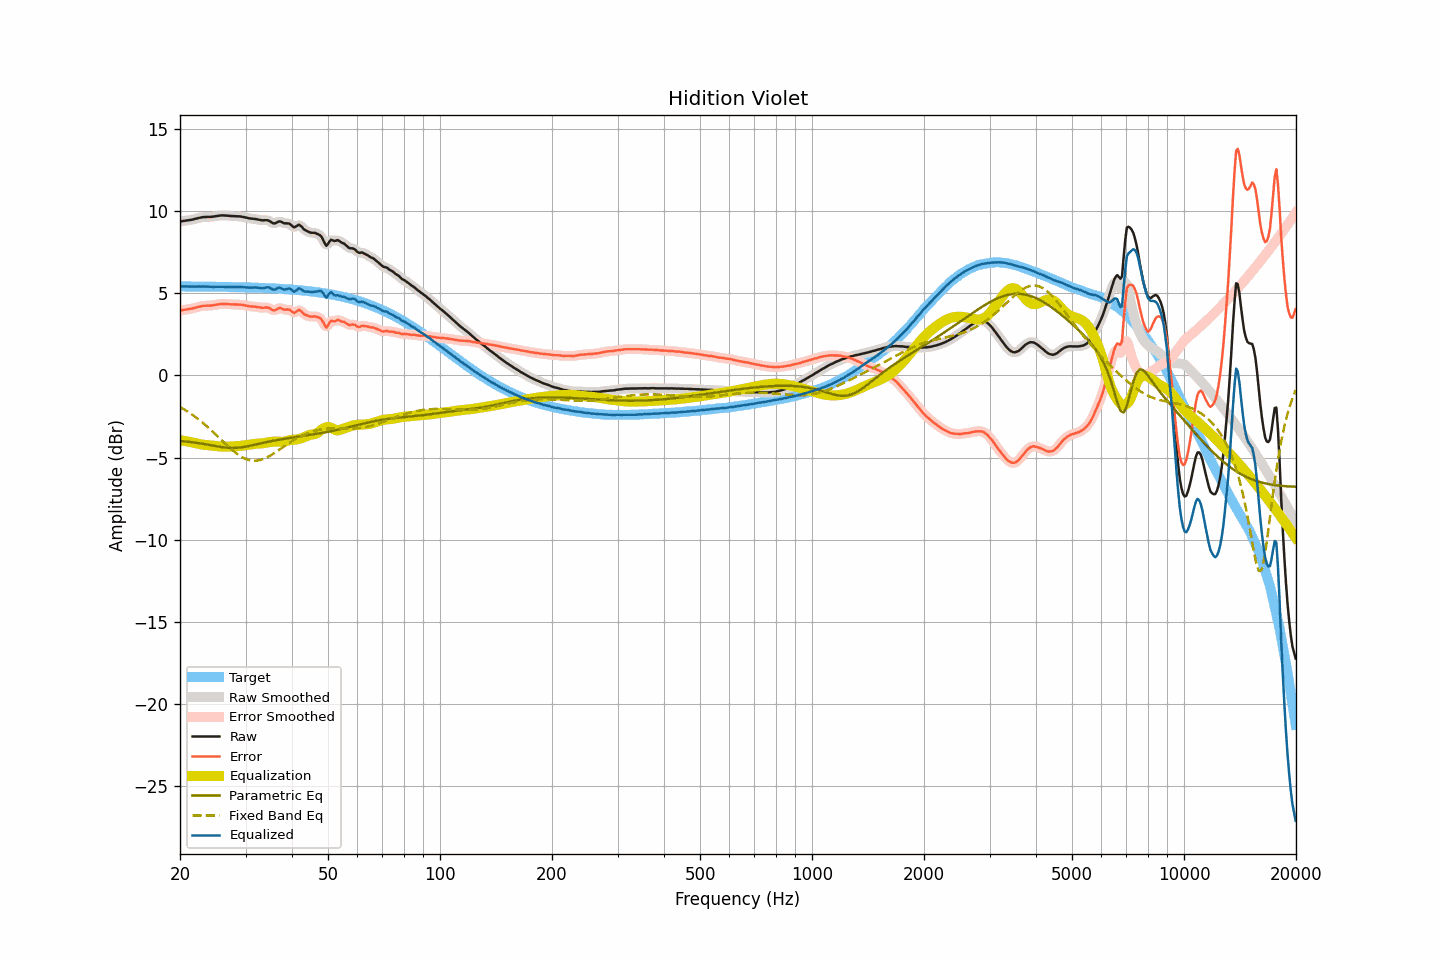 Hidition Violet
15
10
5
0
−5
−10
−15
−20
−25
Amplitude (dBr)
Target
Raw Smoothed
Error Smoothed
Raw
Error
Equalization
Parametric Eq
Fixed Band Eq
Equalized
20 50 100 200 500 1000 2000 5000 10000 20000
Frequency (Hz)